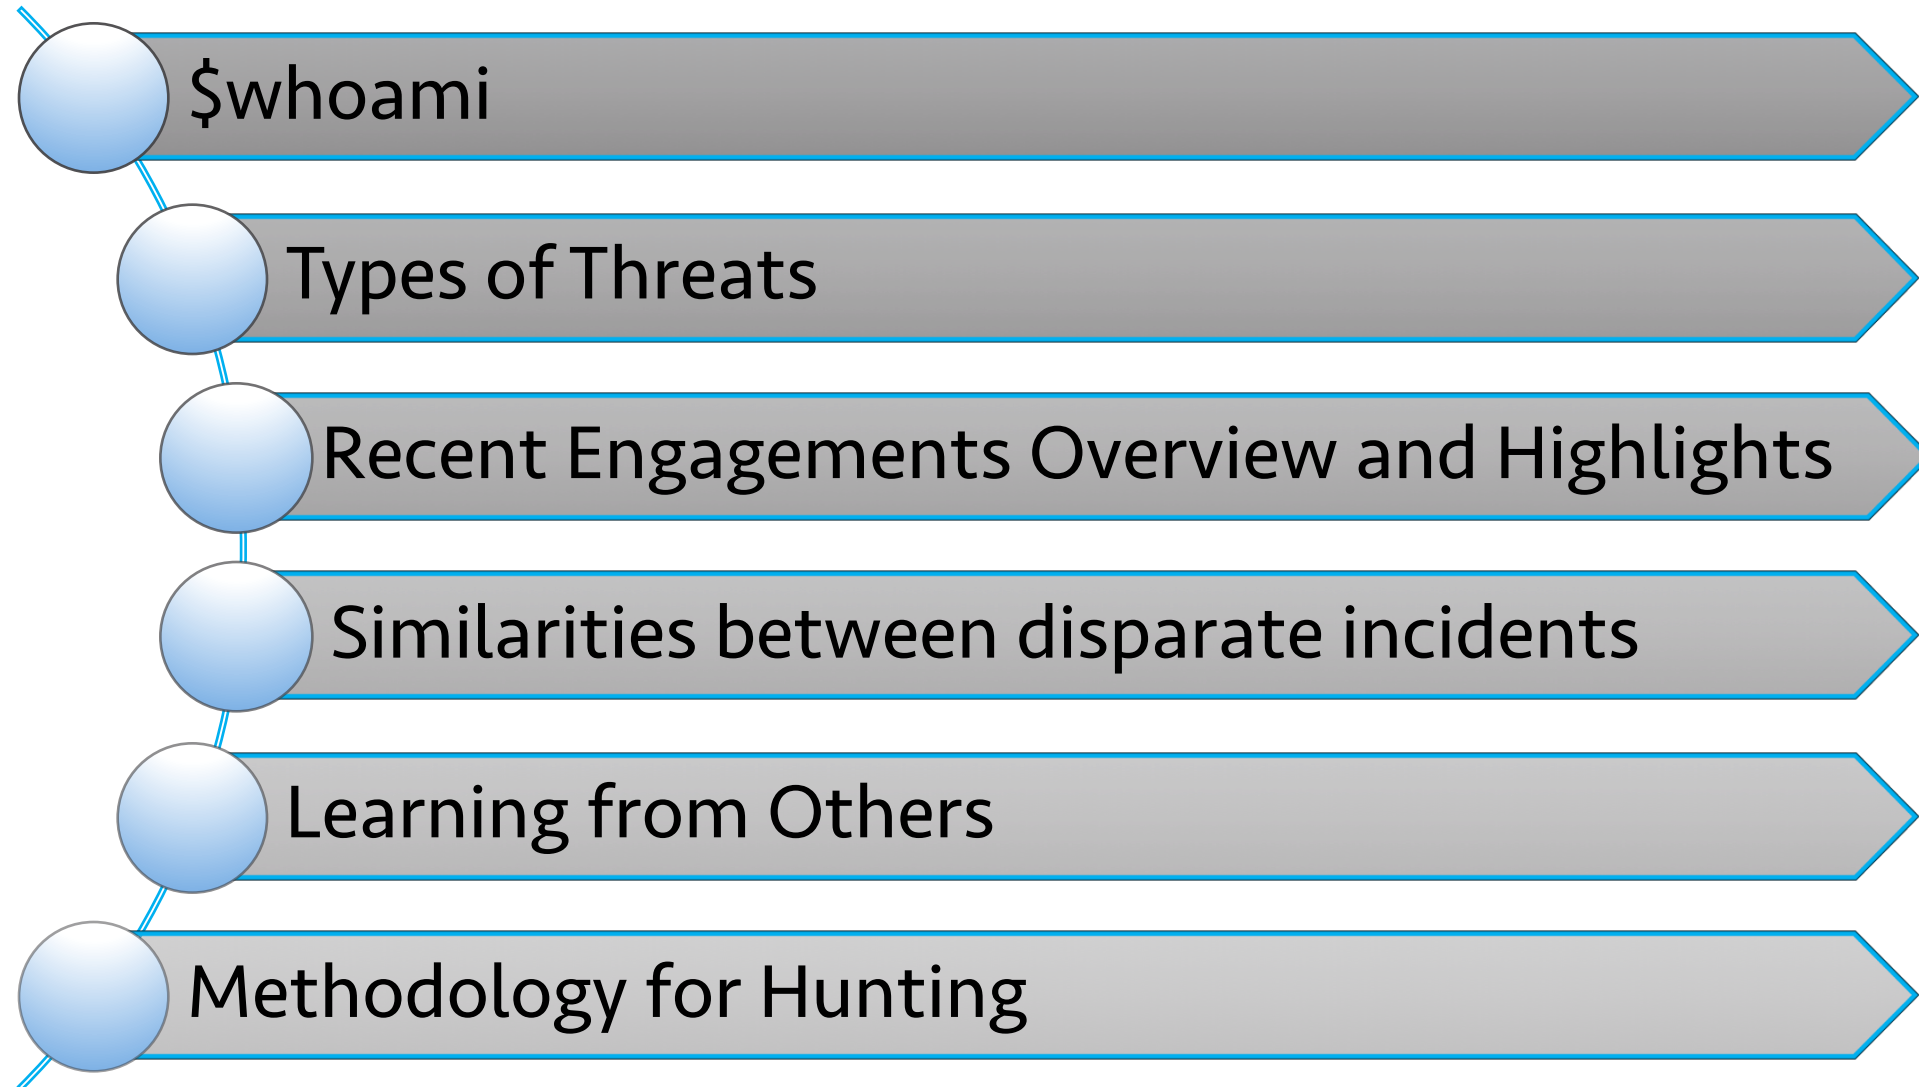 $whoami
Types of Threats
Recent Engagements Overview and Highlights
Similarities between disparate incidents
Learning from Others
Methodology for Hunting